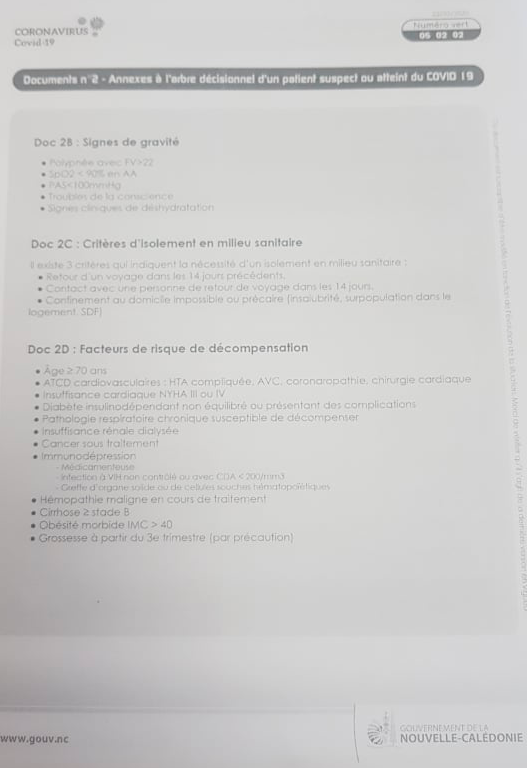 CORONAVIRUS
Covid-19
Numéro vert
05 02 02
Documents n°2 - Annexes à l'arbre décisionnel d'un patient suspect ou atteint du COVID 19
Doc 2B : Signes de gravité
• Polypnée avec FV>22
• SpO2 < 90% en AA
• PAS<100mmHg
• Troubles de la conscience
• Signes cliniques de déshydratation
Doc 2C : Critères d'isolement en milieu sanitaire
Il existe 3 critères qui indiquent la nécessité d'un isolement en milieu sanitaire :
• Retour d'un voyage dans les 14 jours précédents.
• Contact avec une personne de retour de voyage dans les 14 jours.
• Confinement au domicile impossible ou précaire (insalubrité, surpopulation dans le
logement, SDF)
Doc 2D : Facteurs de risque de décompensation
• Âge ≥ 70 ans
• ATCD cardiovasculaires : HTA compliquée, AVC, coronaropathie, chirurgie cardiaque
• Insuffisance cardiaque NYHA III ou IV
• Diabète insulinodépendant non équilibré ou présentant des complications
• Pathologie respiratoire chronique susceptible de décompenser
• Insuffisance rénale dialysée
• Cancer sous traitement
• Immunodépression
- Médicamenteuse
- Infection à VIH non contrôlé ou avec CD4 < 200/mm3
- Greffe d'organe solide ou de cellules souches hématopoïétiques
• Hémopathie maligne en cours de traitement
• Cirrhose ≥ stade B
• Obésité morbide IMC > 40
• Grossesse à partir du 3e trimestre (par précaution)
www.gouv.nc
GOUVERNEMENT DE LA
NOUVELLE-CALÉDONIE